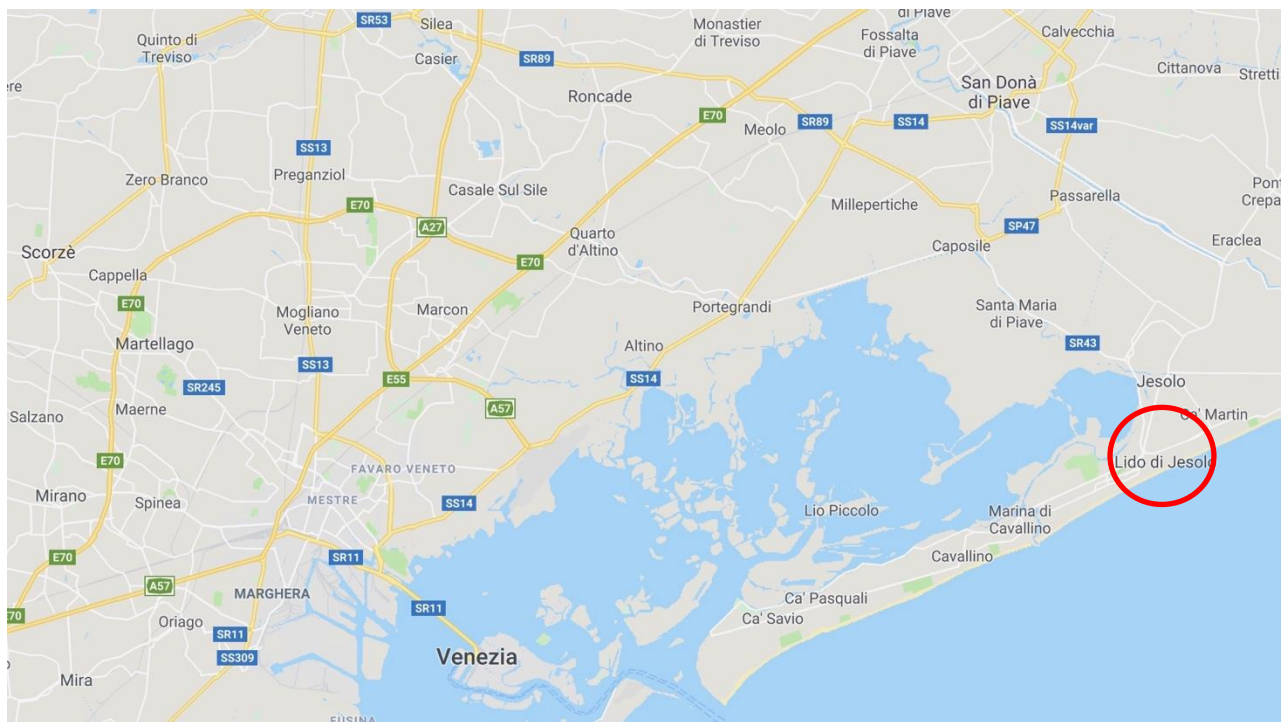 SR53
Silea
Monastier
di Treviso
di Piave
Fossalta
di Piave
Calvecchia
Quinto di
Treviso
Casier
SR89
Cittanova
Stretti
San Donà
di Piave
Roncade
E70
Meolo
SR89
SS14
SS14var
SS13
Preganziol
Zero Branco
Casale Sul Sile
E70
A27
Millepertiche
Passarella
SP47
Scorzè
Quarto
d'Altino
E70
Caposile
Eraclea
Cappella
E70
Mogliano
Veneto
Marcon
Portegrandi
Santa Maria
di Piave
Martellago
SS13
Altino
SR43
SR245
E55
SS14
Jesolo
Salzano
Maerne
A57
Ca' Martin
E70
FAVARO VENETO
Lido di Jesolo
Mirano
Spinea
MESTRE
SS14
Lio Piccolo
Marina di
Cavallino
E70
SR11
Cavallino
A57
MARGHERA
SR11
Ca' Pasquali
Ca' Savio
Oriago
SR11
SS309
Venezia
Mira